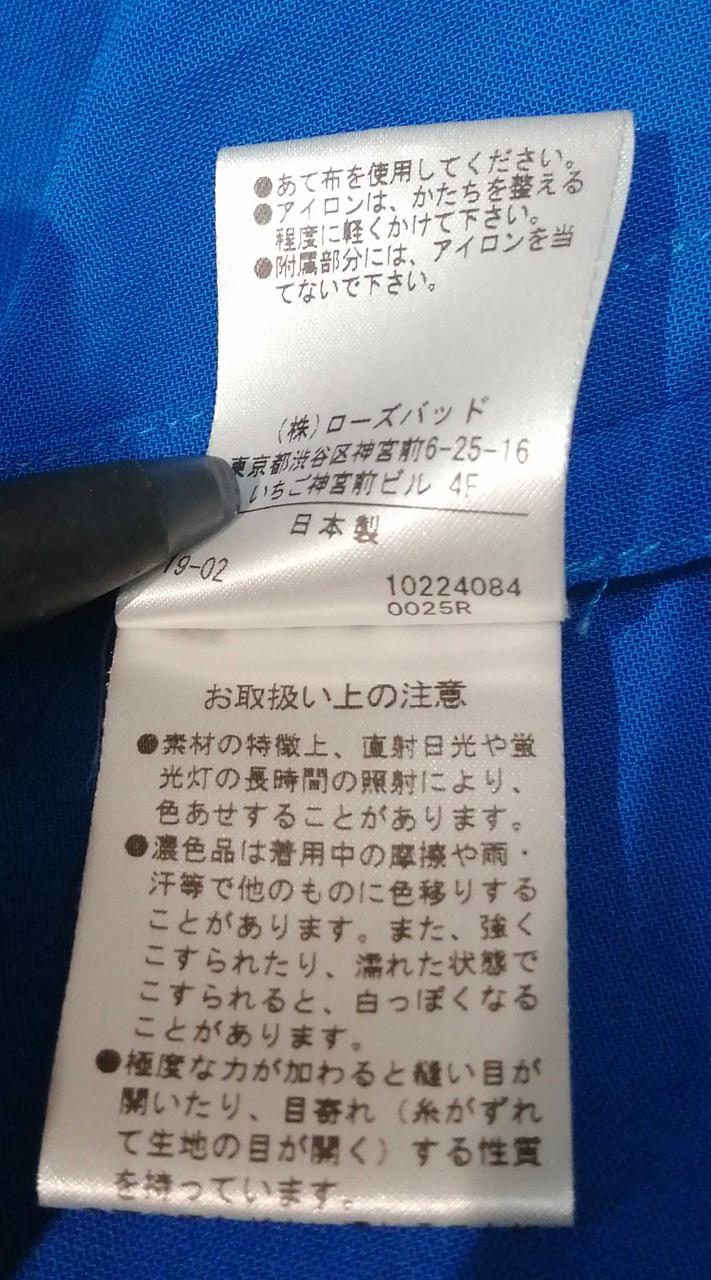 ●あて布を使用してください。
●アイロンは、かたちを整える
程度に軽くかけて下さい。
●附属部分には、アイロンを当
てないで下さい。
(株)ローズバッド
東京都渋谷区神宮前6-25-16
いちご神宮前ビル 4F
日本製
19-02
10224084
0025R
お取扱い上の注意
●素材の特徴上、直射日光や蛍
光灯の長時間の照射により、
色あせすることがあります。
●濃色品は着用中の摩擦や雨・
汗等で他のものに色移りする
ことがあります。また、強く
こすられたり、濡れた状態で
こすられると、白っぽくなる
ことがあります。
●極度な力が加わると縫い目が
開いたり、目寄れ（糸がずれ
て生地の目が開く）する性質
を持っています。